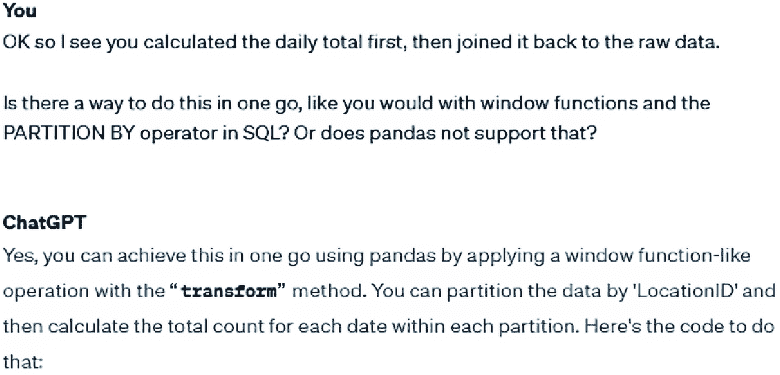 You
OK so I see you calculated the daily total first, then joined it back to the raw data.
Is there a way to do this in one go, like you would with window functions and the
PARTITION BY operator in SQL? Or does pandas not support that?
ChatGPT
Yes, you can achieve this in one go using pandas by applying a window function-like
operation with the “transform” method. You can partition the data by 'LocationID' and
then calculate the total count for each date within each partition. Here's the code to do
that: